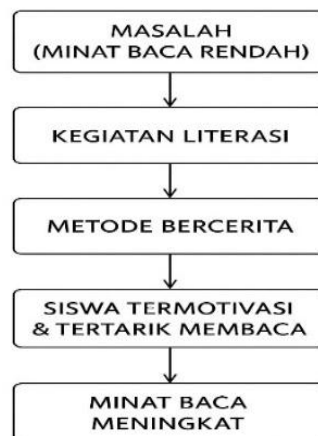 MASALAH
(MINAT BACA RENDAH)
KEGIATAN LITERASI
METODE BERCERITA
SISWA TERMOTIVASI
& TERTARIK MEMBACA
MINAT BACA
MENINGKAT